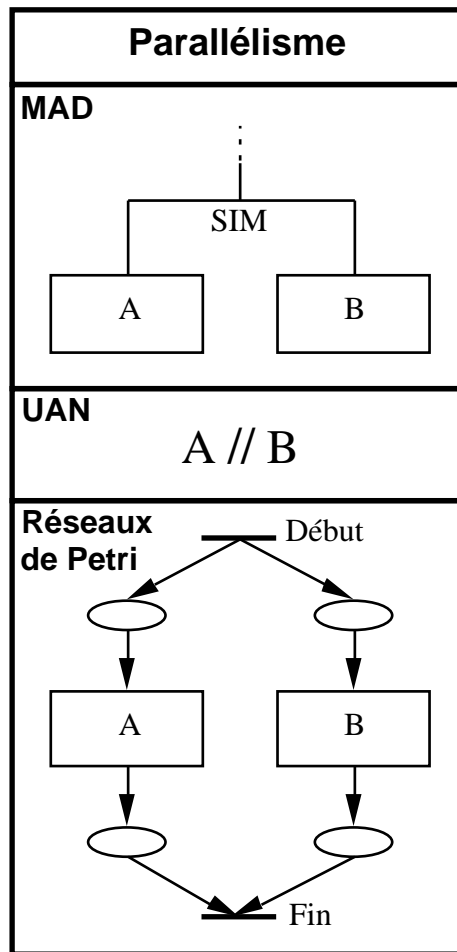 Parallélisme
MAD
SIM
A
B
UAN
A // B
Réseaux
de Petri
Début
A
B
Fin